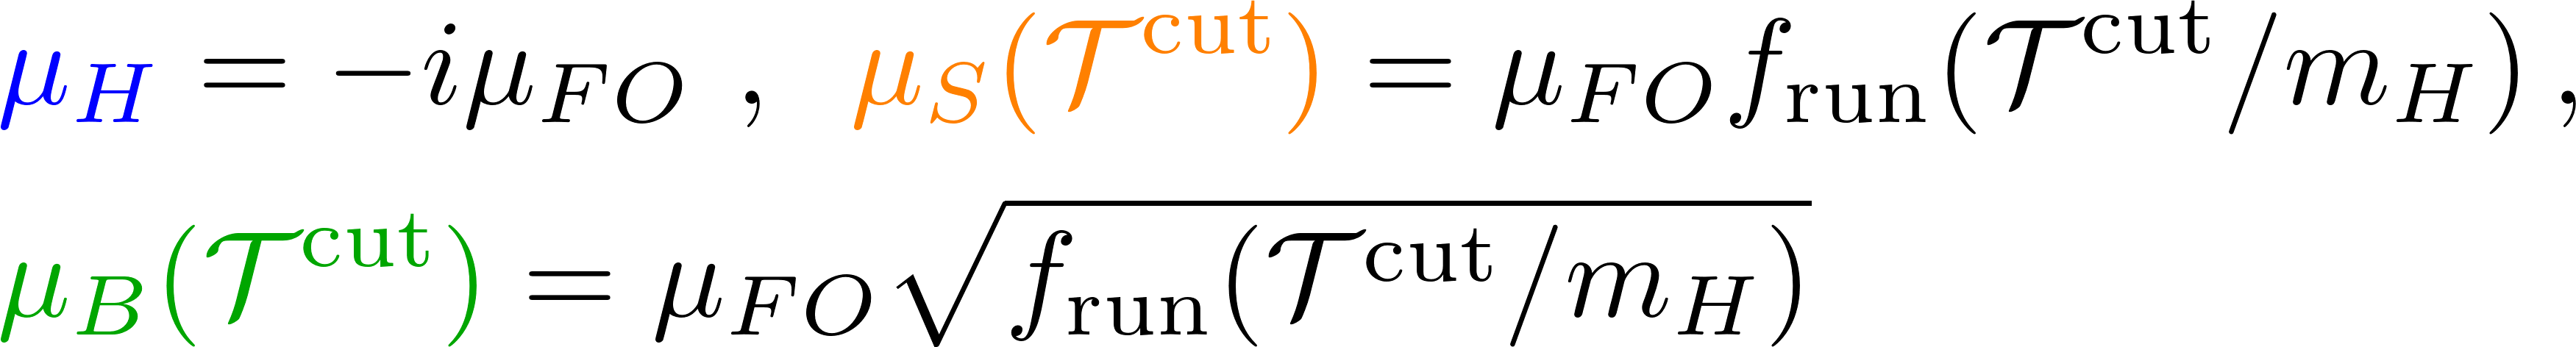 μ_H = −iμ_{FO} , μ_S(𝒯^{cut}) = μ_{FO} f_{run}(𝒯^{cut}/m_H) ,
μ_B(𝒯^{cut}) = μ_{FO} √(f_{run}(𝒯^{cut}/m_H))